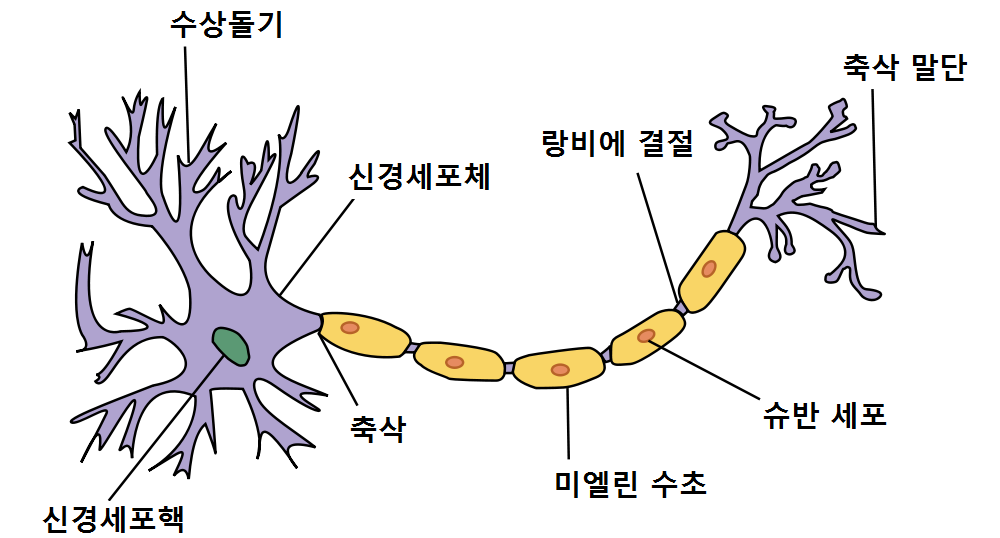 수상돌기
축삭 말단
랑비에 결절
신경세포체
슈반 세포
축삭
미엘린 수초
신경세포핵